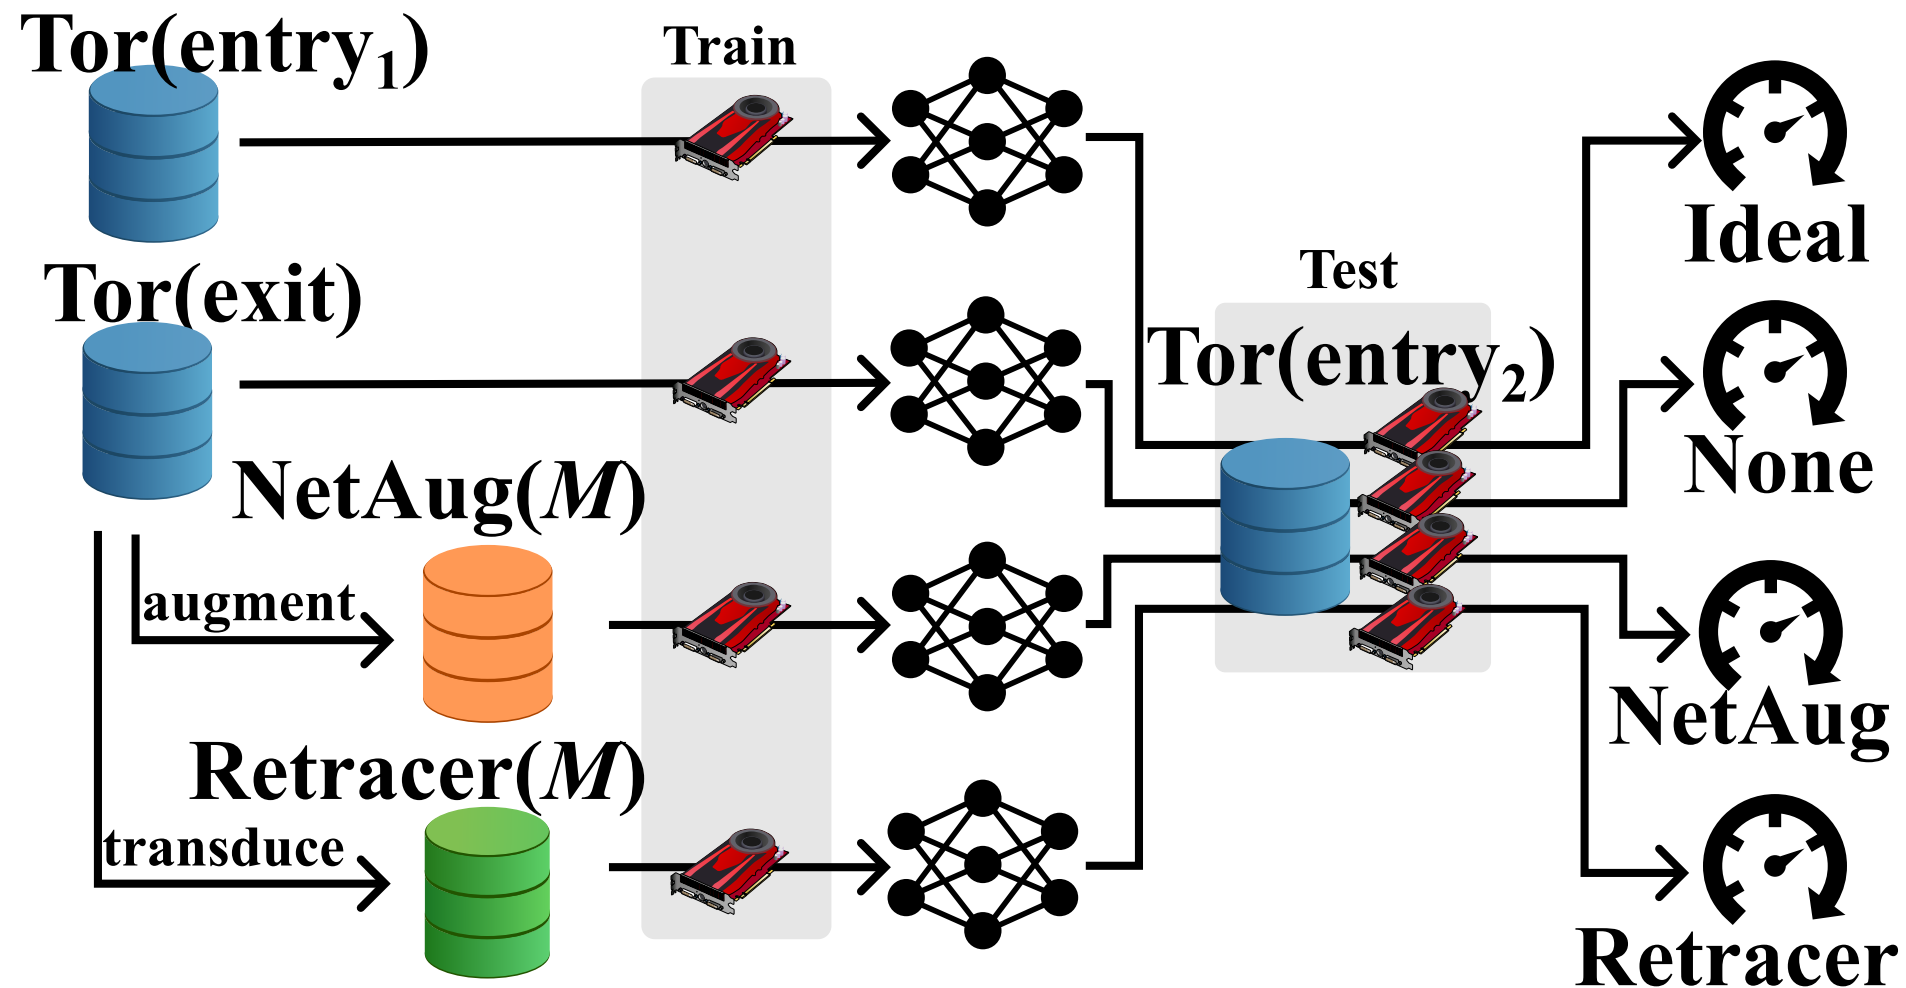 Tor(entry₁)
Train
Ideal
Tor(exit)
Test
Tor(entry₂)
None
NetAug(M)
augment
NetAug
Retracer(M)
transduce
Retracer